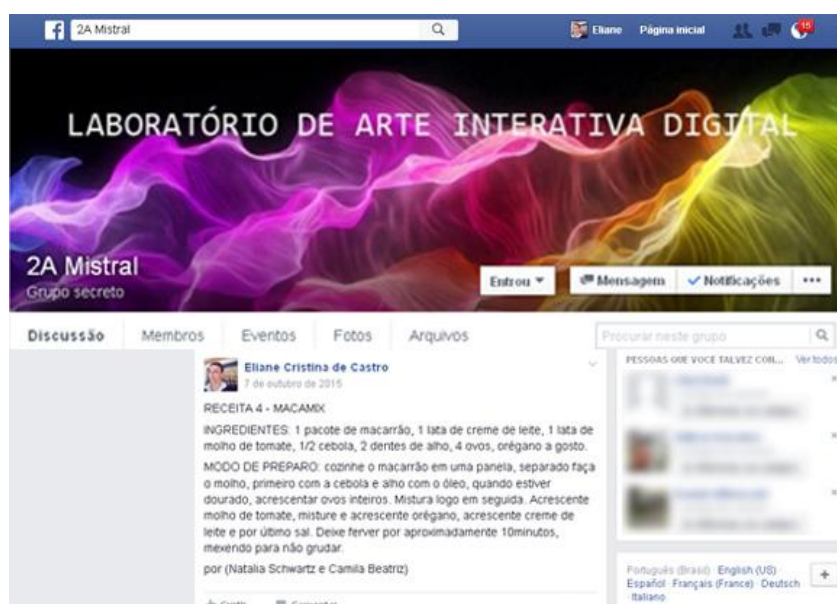 2A Mistral
Eliane Página inicial 15
LABORATÓRIO DE ARTE INTERATIVA DIGITAL
2A Mistral
Grupo secreto
Entrou Mensagem Notificações
Discussão Membros Eventos Fotos Arquivos Procurar neste grupo
Eliane Cristina de Castro
7 de outubro de 2015
RECEITA 4 - MACAMIX
INGREDIENTES: 1 pacote de macarrão, 1 lata de creme de leite, 1 lata de
molho de tomate, 1/2 cebola, 2 dentes de alho, 4 ovos, orégano a gosto.
MODO DE PREPARO: cozinhe o macarrão em uma panela, separado faça
o molho, primeiro com a cebola e alho com o óleo, quando estiver
dourado, acrescentar ovos inteiros. Mistura logo em seguida. Acrescente
molho de tomate, misture e acrescente orégano, acrescente creme de
leite e por último sal. Deixe ferver por aproximadamente 10minutos,
mexendo para não grudar.
por (Natalia Schwartz e Camila Beatriz)
PESSOAS QUE VOCÊ TALVEZ CON... Ver todos
Português (Brasil) · English (US) ·
Español · Français (France) · Deutsch
· Italiano